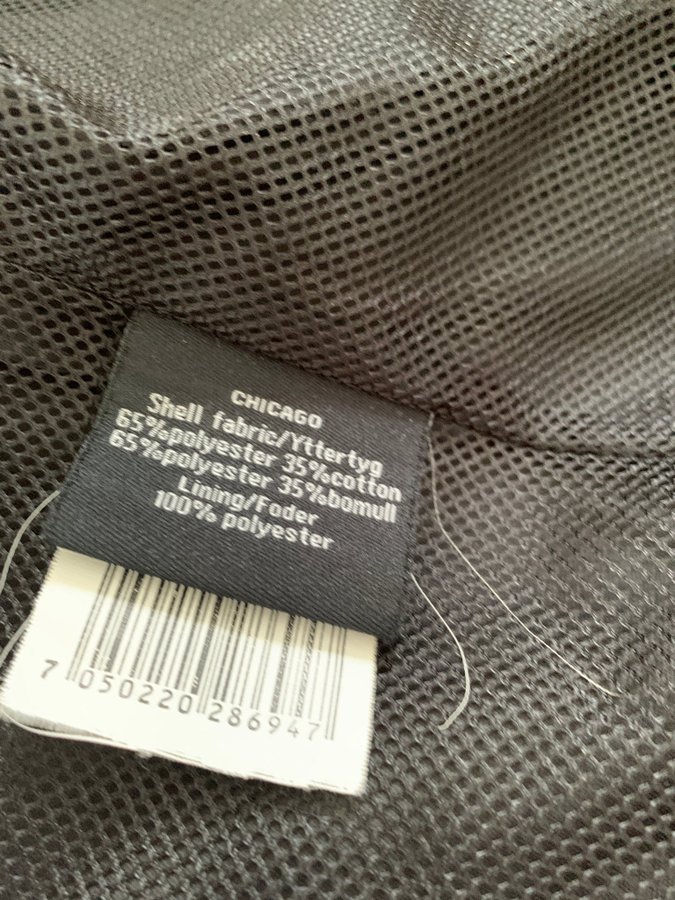 CHICAGO
Shell fabric/Yttertyg
65%polyester 35%cotton
65%polyester 35%bomull
Lining/Foder
100% polyester
7 050220 286947